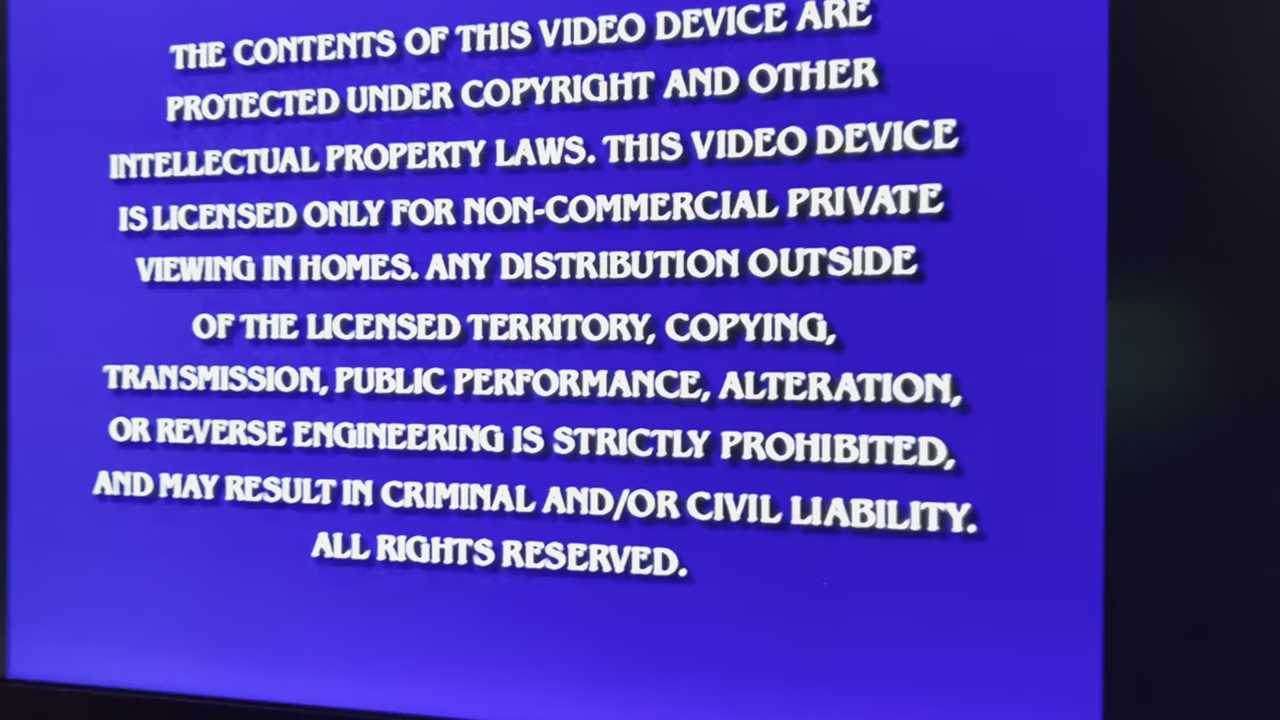 THE CONTENTS OF THIS VIDEO DEVICE ARE
PROTECTED UNDER COPYRIGHT AND OTHER
INTELLECTUAL PROPERTY LAWS. THIS VIDEO DEVICE
IS LICENSED ONLY FOR NON-COMMERCIAL PRIVATE
VIEWING IN HOMES. ANY DISTRIBUTION OUTSIDE
OF THE LICENSED TERRITORY, COPYING,
TRANSMISSION, PUBLIC PERFORMANCE, ALTERATION,
OR REVERSE ENGINEERING IS STRICTLY PROHIBITED,
AND MAY RESULT IN CRIMINAL AND/OR CIVIL LIABILITY.
ALL RIGHTS RESERVED.